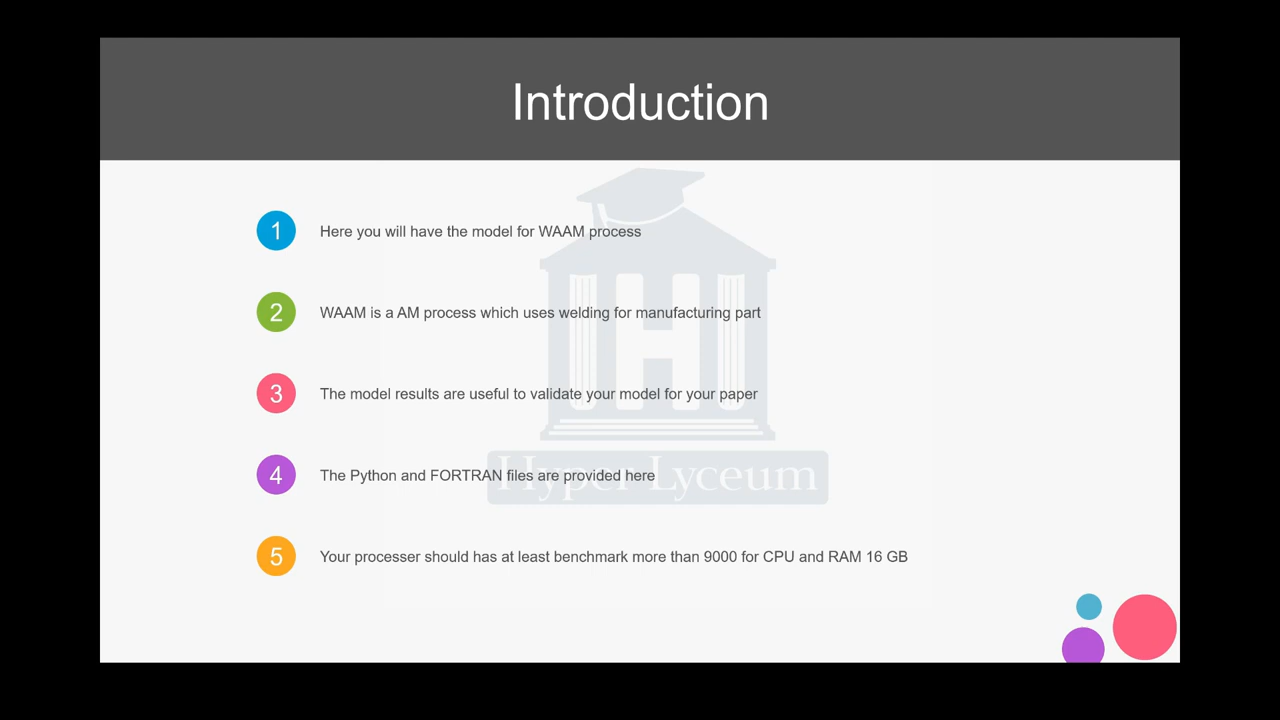 Introduction
1 Here you will have the model for WAAM process
2 WAAM is a AM process which uses welding for manufacturing part
3 The model results are useful to validate your model for your paper
4 The Python and FORTRAN files are provided here
Hyper Lyceum
5 Your processer should has at least benchmark more than 9000 for CPU and RAM 16 GB